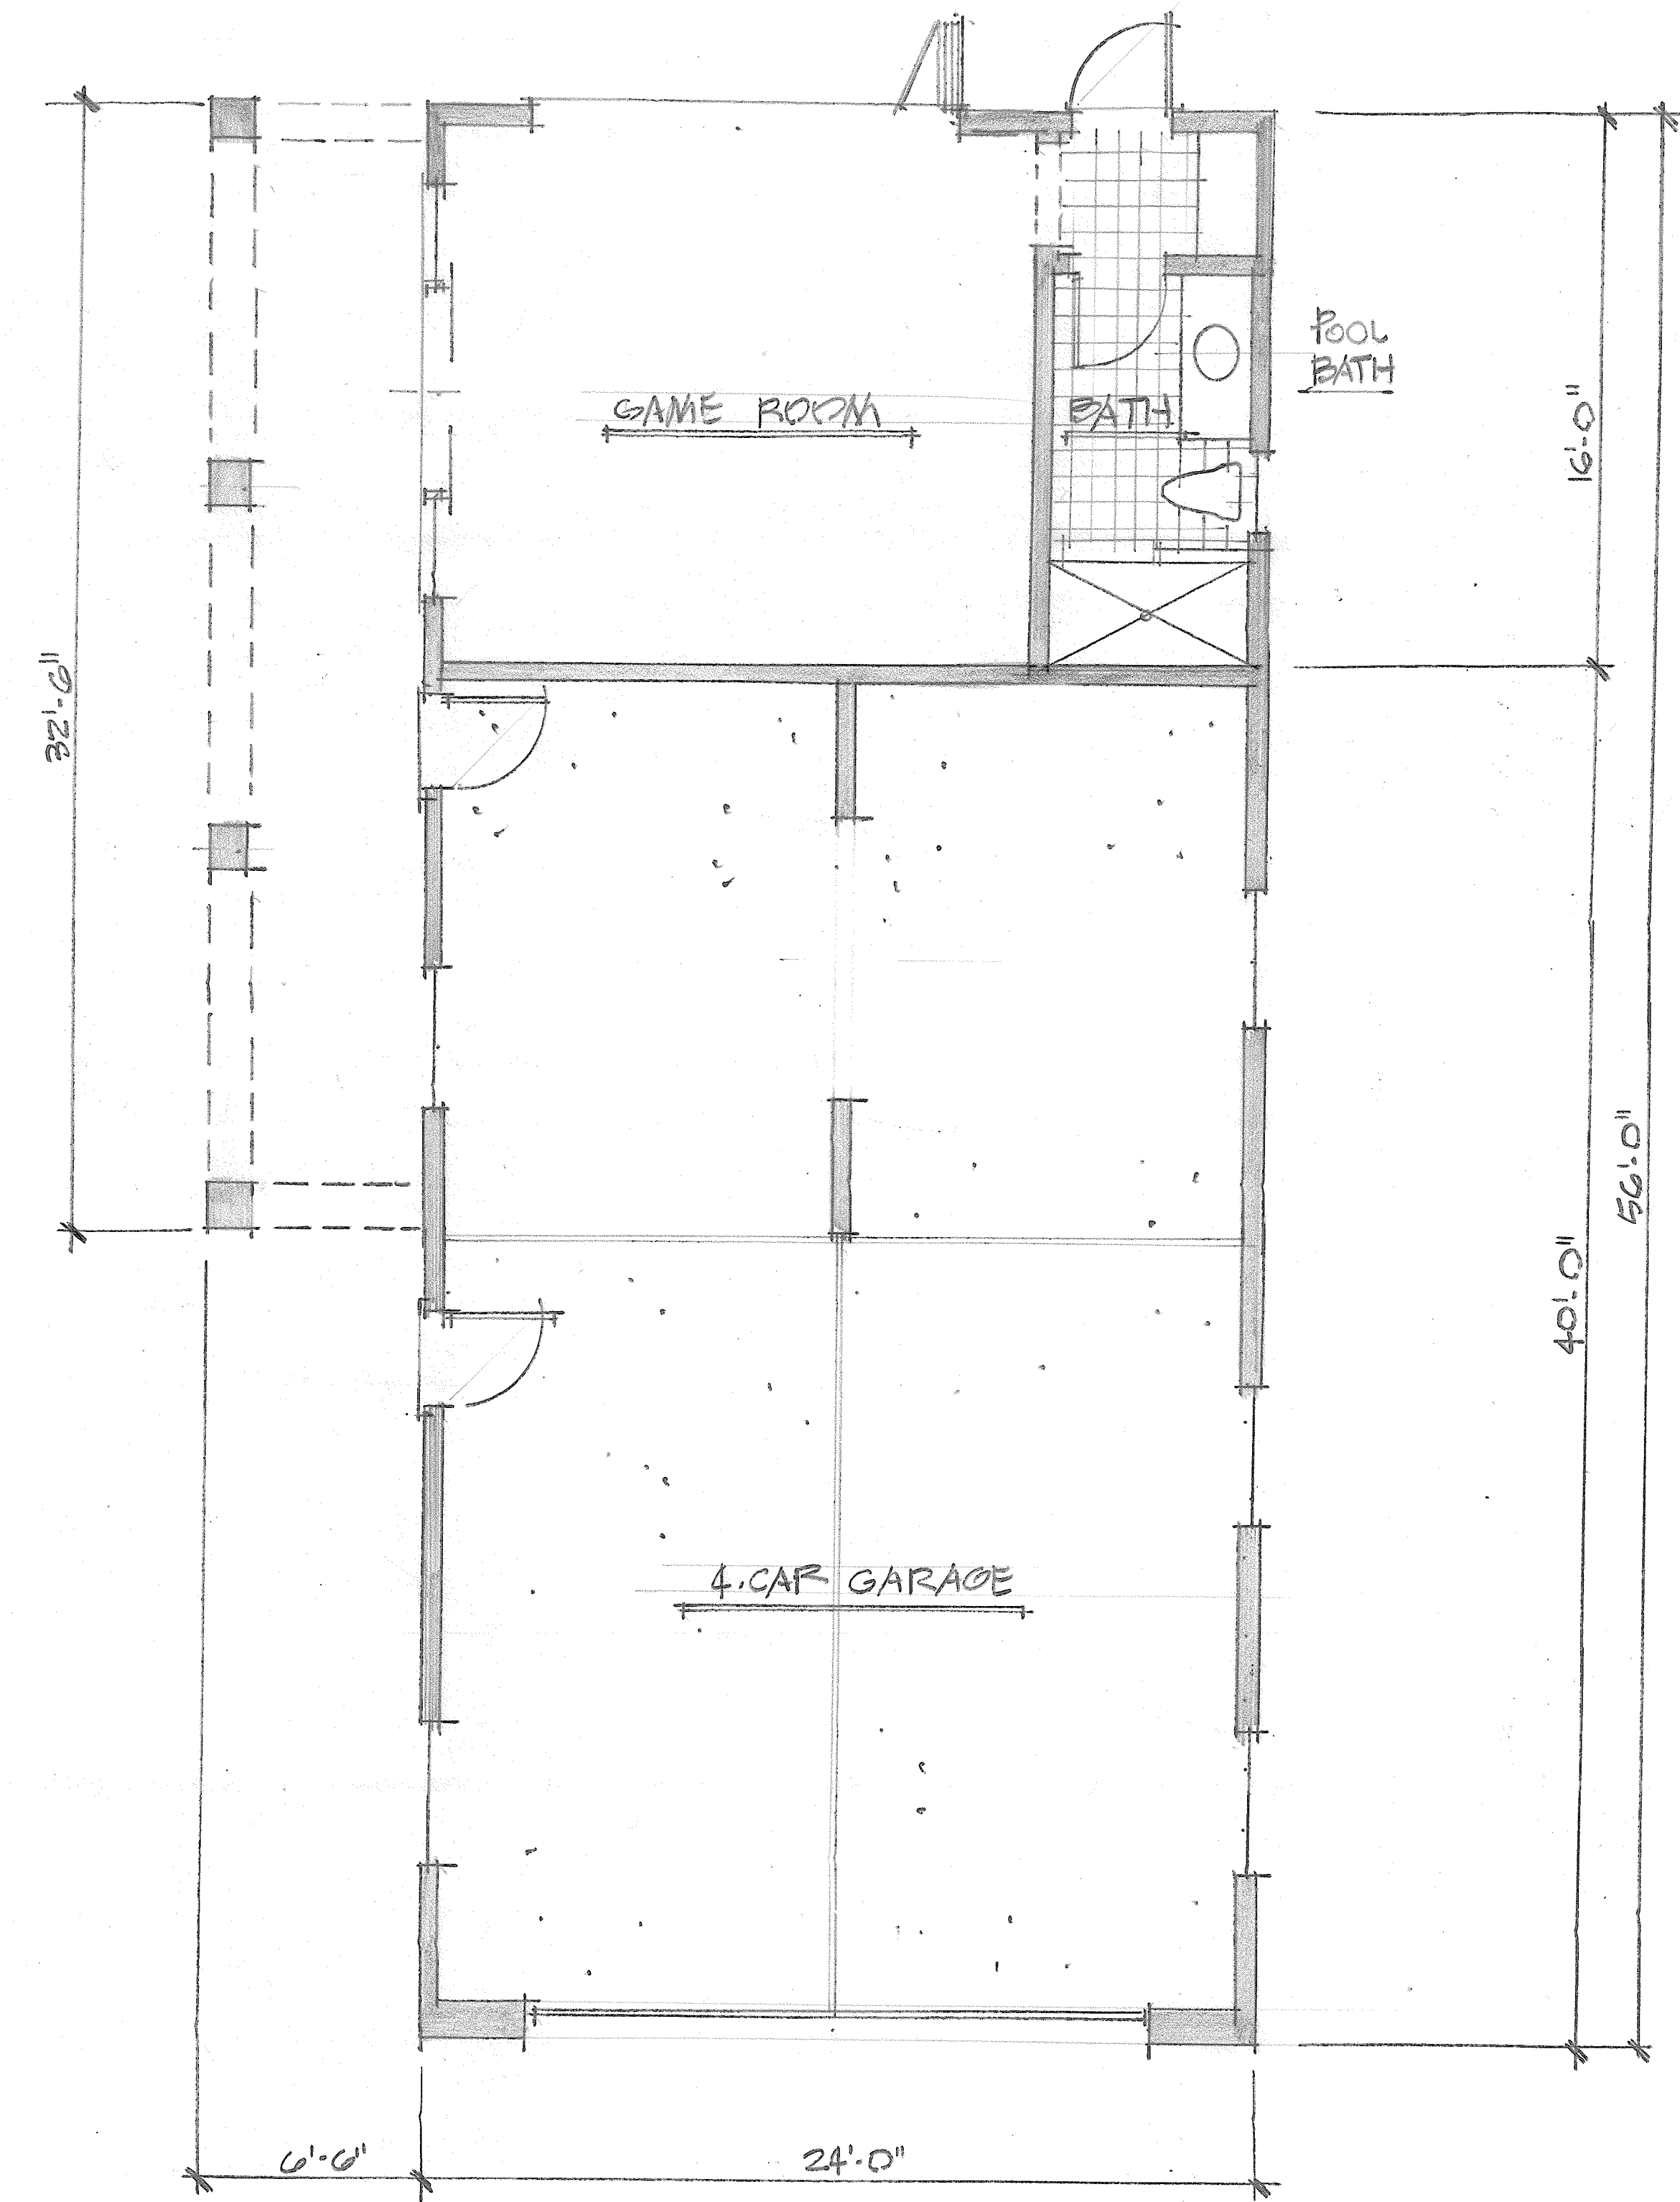 POOL
BATH
GAME ROOM
BATH
16'-0"
32'-6"
56'-0"
40'-0"
4.CAR GARAGE
6'-6"
24'-0"